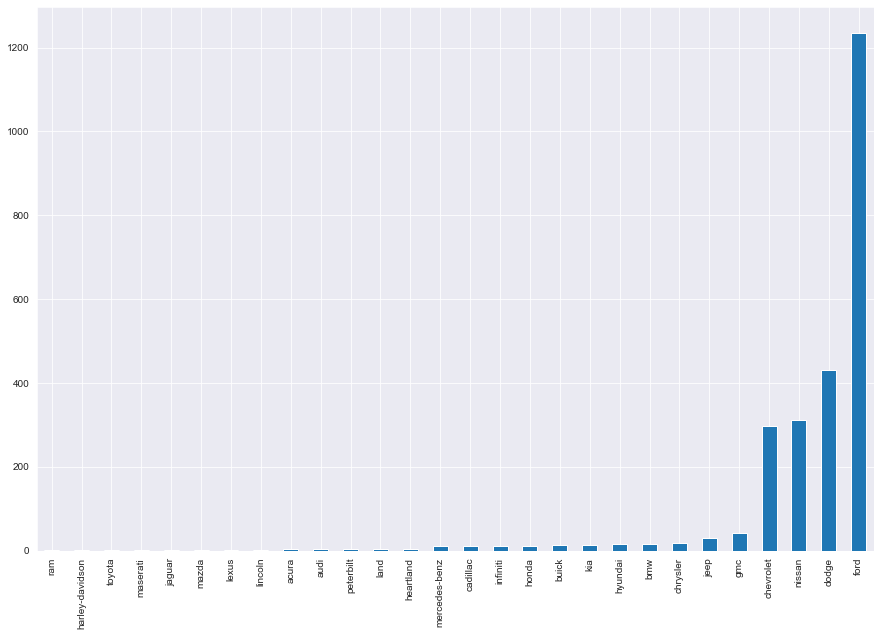 1200
1000
800
600
400
200
0
ram
harley-davidson
toyota
maserati
jaguar
mazda
lexus
lincoln
acura
audi
peterbilt
land
heartland
mercedes-benz
cadillac
infiniti
honda
buick
kia
hyundai
bmw
chrysler
jeep
gmc
chevrolet
nissan
dodge
ford